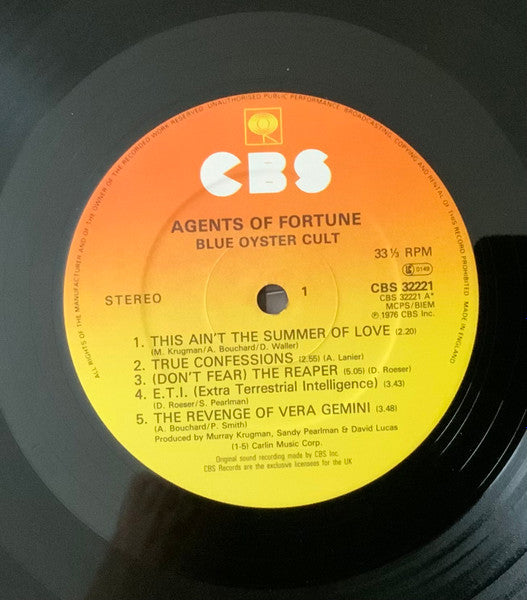 ALL RIGHTS OF THE MANUFACTURER AND OF THE OWNER OF THE RECORDED WORK RESERVED. UNAUTHORISED PUBLIC PERFORMANCE, BROADCASTING, COPYING AND RENTAL OF THIS RECORD PROHIBITED. MADE IN ENGLAND.
CBS
AGENTS OF FORTUNE
BLUE OYSTER CULT
33⅓ RPM
STEREO
1
0149
CBS 32221
CBS 32221 A*
MCPS/BIEM
℗ 1976 CBS Inc.
1. THIS AIN'T THE SUMMER OF LOVE (2.20)
(M. Krugman/A. Bouchard/D. Waller)
2. TRUE CONFESSIONS (2.55) (A. Lanier)
3. (DON'T FEAR) THE REAPER (5.05) (D. Roeser)
4. E.T.I. (Extra Terrestrial Intelligence) (3.43)
(D. Roeser/S. Pearlman)
5. THE REVENGE OF VERA GEMINI (3.48)
(A. Bouchard/P. Smith)
Produced by Murray Krugman, Sandy Pearlman & David Lucas
(1-5) Carlin Music Corp.
Original sound recording made by CBS Inc.
CBS Records are the exclusive licensees for the UK